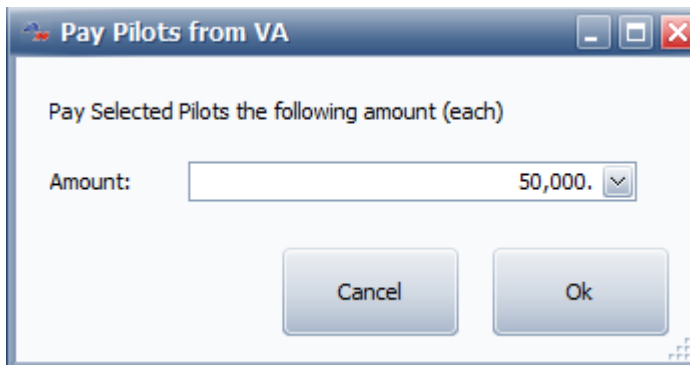 Pay Pilots from VA
Pay Selected Pilots the following amount (each)
Amount: 50,000.
Cancel Ok